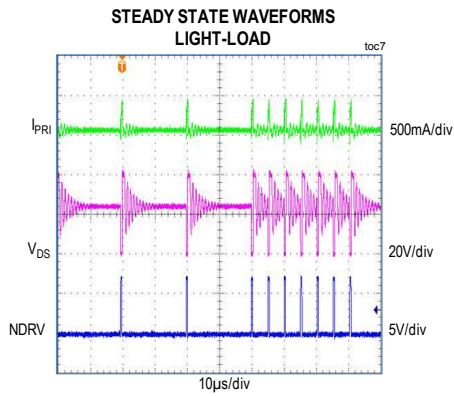 STEADY STATE WAVEFORMS
LIGHT-LOAD
toc7
T
IPRI
500mA/div
VDS
20V/div
NDRV
5V/div
10µs/div